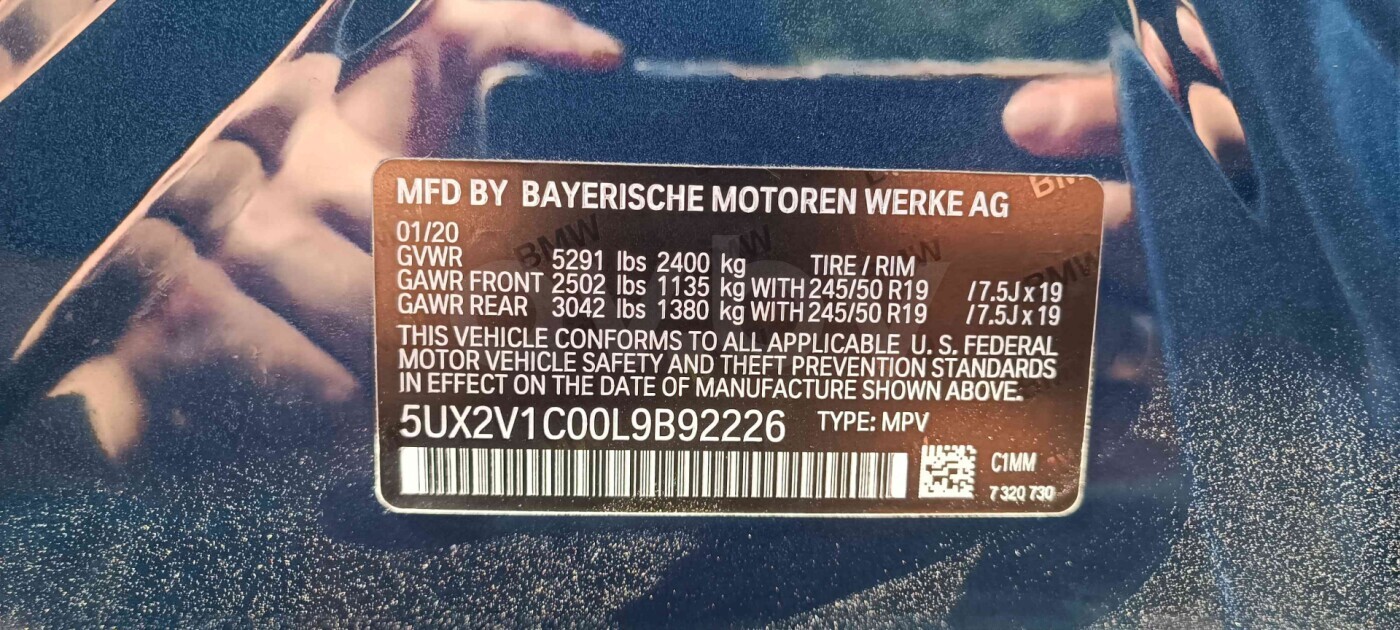 MFD BY BAYERISCHE MOTOREN WERKE AG
01/20
GVWR 5291 lbs 2400 kg TIRE / RIM
GAWR FRONT 2502 lbs 1135 kg WITH 245/50 R19 /7.5J x 19
GAWR REAR 3042 lbs 1380 kg WITH 245/50 R19 /7.5J x 19
THIS VEHICLE CONFORMS TO ALL APPLICABLE U. S. FEDERAL
MOTOR VEHICLE SAFETY AND THEFT PREVENTION STANDARDS
IN EFFECT ON THE DATE OF MANUFACTURE SHOWN ABOVE.
5UX2V1C00L9B92226 TYPE: MPV
C1MM
7 320 730
BMW
BMW